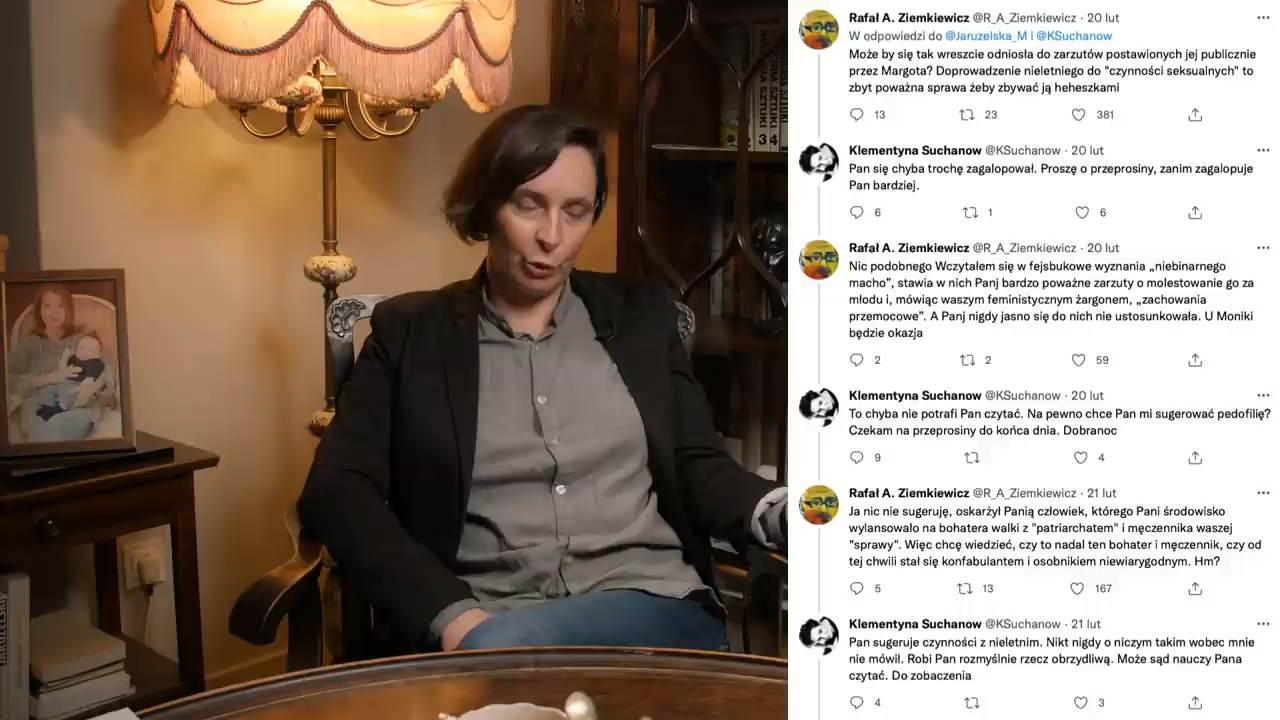 SZTUKI
3 4
Rafał A. Ziemkiewicz @R_A_Ziemkiewicz · 20 lut
W odpowiedzi do @Jaruzelska_M i @KSuchanow
Może by się tak wreszcie odniosła do zarzutów postawionych jej publicznie
przez Margota? Doprowadzenie nieletniego do "czynności seksualnych" to
zbyt poważna sprawa żeby zbywać ją heheszkami
13 23 381
Klementyna Suchanow @KSuchanow · 20 lut
Pan się chyba trochę zagalopował. Proszę o przeprosiny, zanim zagalopuje
Pan bardziej.
6 1 6
Rafał A. Ziemkiewicz @R_A_Ziemkiewicz · 20 lut
Nic podobnego Wczytałem się w fejsbukowe wyznania „niebinarnego
macho”, stawia w nich Panj bardzo poważne zarzuty o molestowanie go za
młodu i, mówiąc waszym feministycznym żargonem, „zachowania
przemocowe”. A Panj nigdy jasno się do nich nie ustosunkowała. U Moniki
będzie okazja
2 2 59
Klementyna Suchanow @KSuchanow · 20 lut
To chyba nie potrafi Pan czytać. Na pewno chce Pan mi sugerować pedofilię?
Czekam na przeprosiny do końca dnia. Dobranoc
9 4
Rafał A. Ziemkiewicz @R_A_Ziemkiewicz · 21 lut
Ja nic nie sugeruję, oskarżył Panią człowiek, którego Pani środowisko
wylansowało na bohatera walki z "patriarchatem" i męczennika waszej
"sprawy". Więc chcę wiedzieć, czy to nadal ten bohater i męczennik, czy od
tej chwili stał się konfabulantem i osobnikiem niewiarygodnym. Hm?
5 13 167
Klementyna Suchanow @KSuchanow · 21 lut
Pan sugeruje czynności z nieletnim. Nikt nigdy o niczym takim wobec mnie
nie mówił. Robi Pan rozmyślnie rzecz obrzydliwą. Może sąd nauczy Pana
czytać. Do zobaczenia
4 3